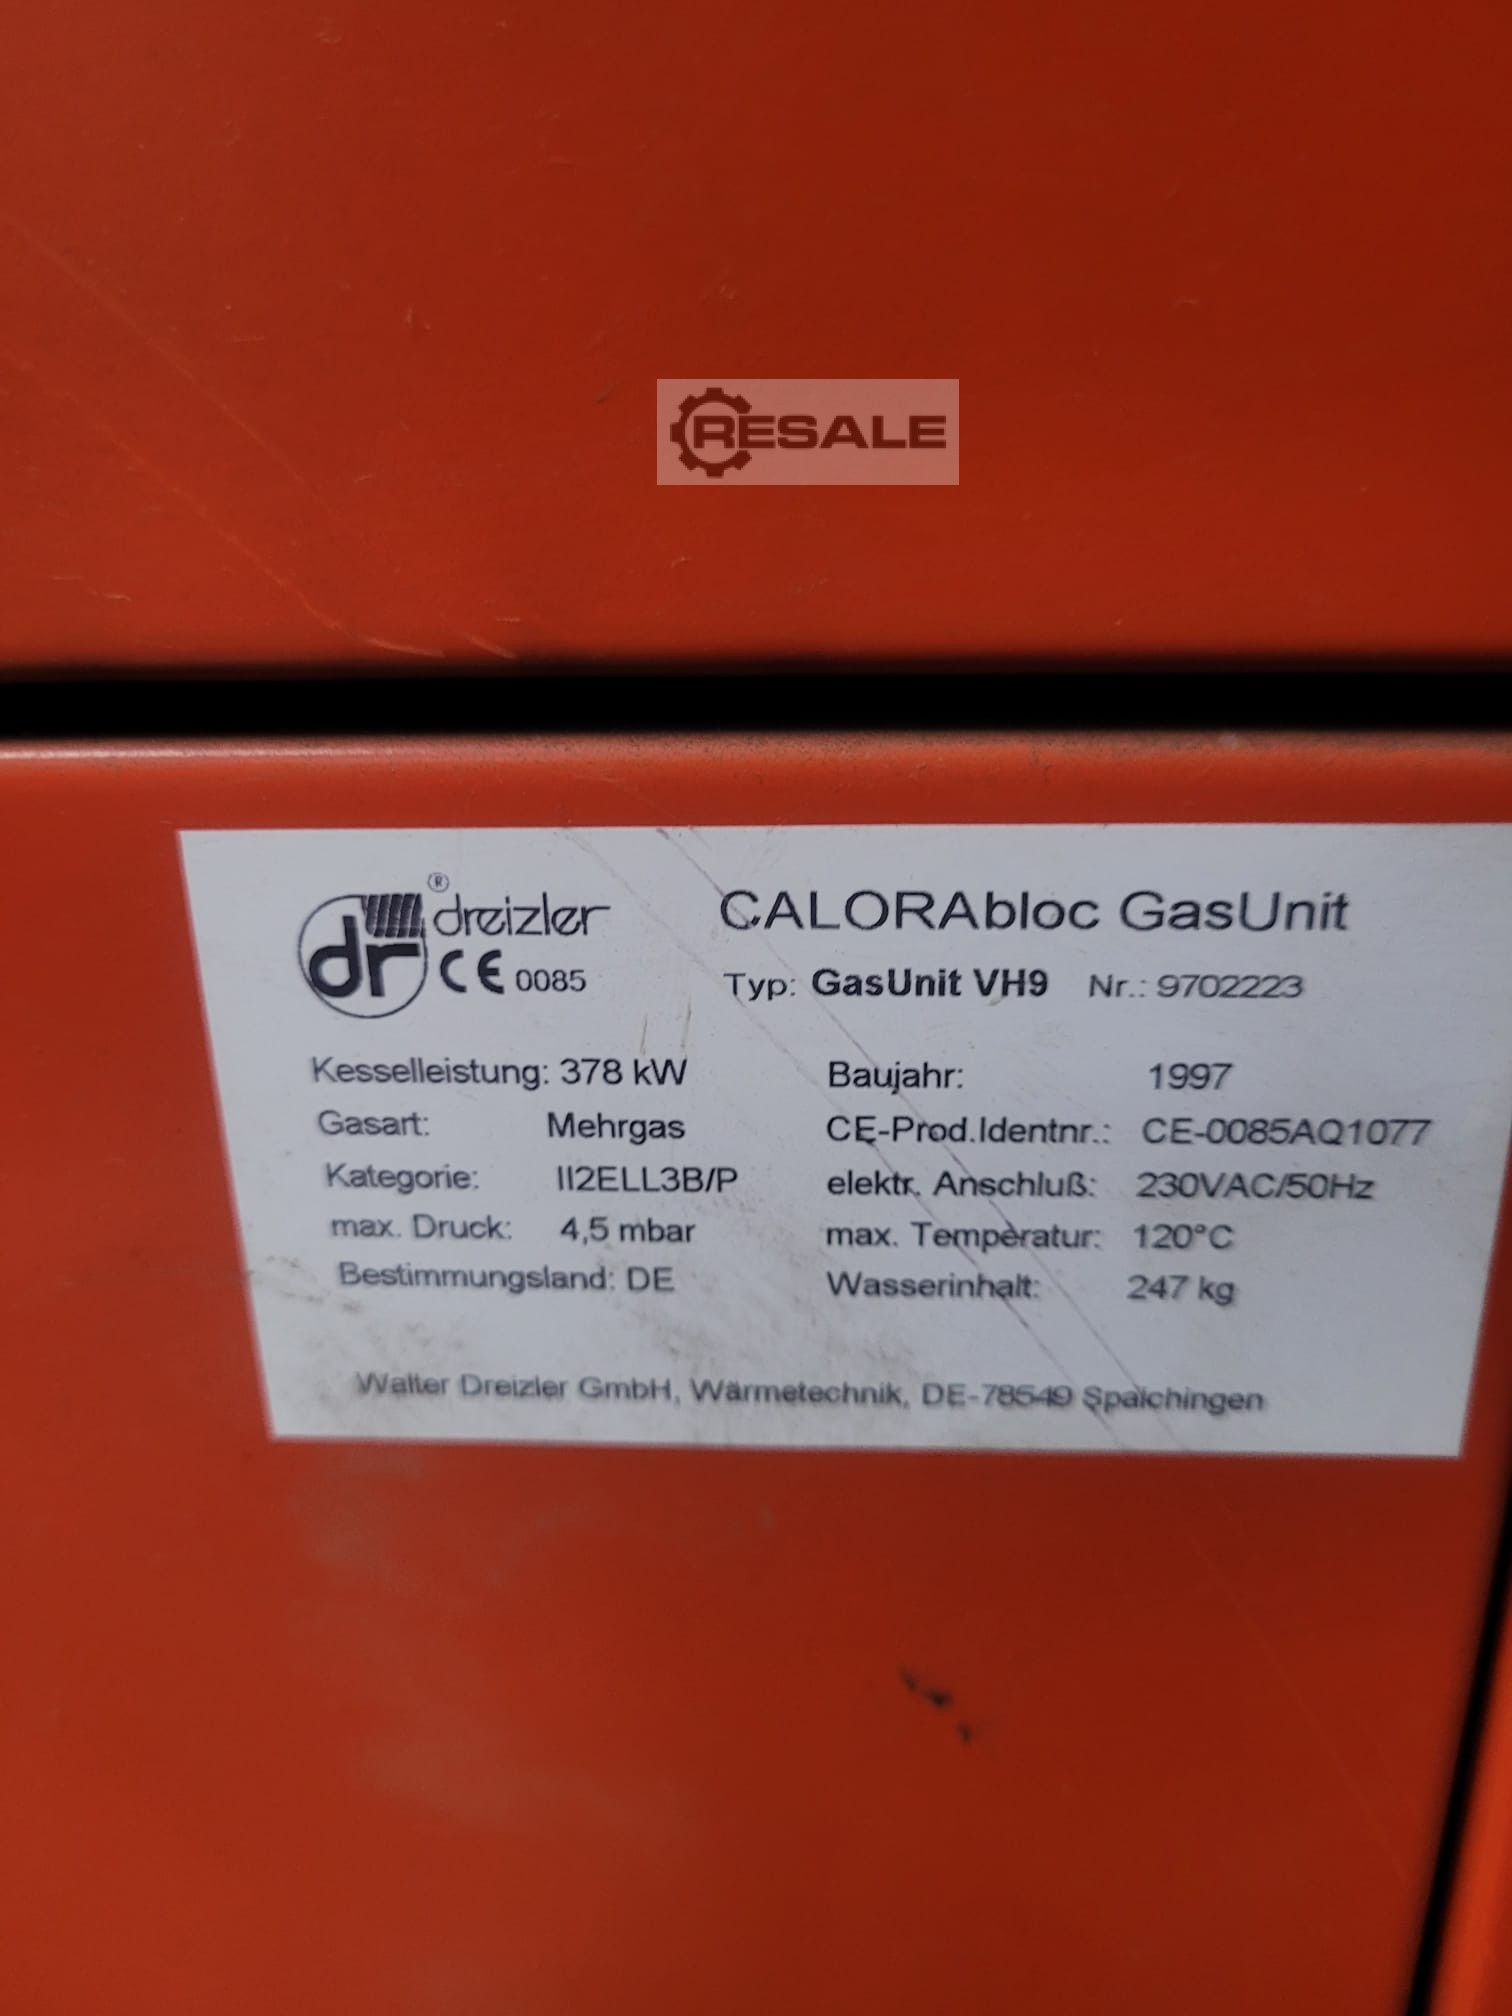 RESALE
® dreizler
dr
CE 0085
CALORAbloc GasUnit
Typ: GasUnit VH9 Nr.: 9702223
Kesselleistung: 378 kW
Gasart: Mehrgas
Kategorie: II2ELL3B/P
max. Druck: 4,5 mbar
Bestimmungsland: DE
Baujahr: 1997
CE-Prod.Identnr.: CE-0085AQ1077
elektr. Anschluß: 230VAC/50Hz
max. Temperatur: 120°C
Wasserinhalt: 247 kg
Walter Dreizler GmbH, Wärmetechnik, DE-78549 Spaichingen